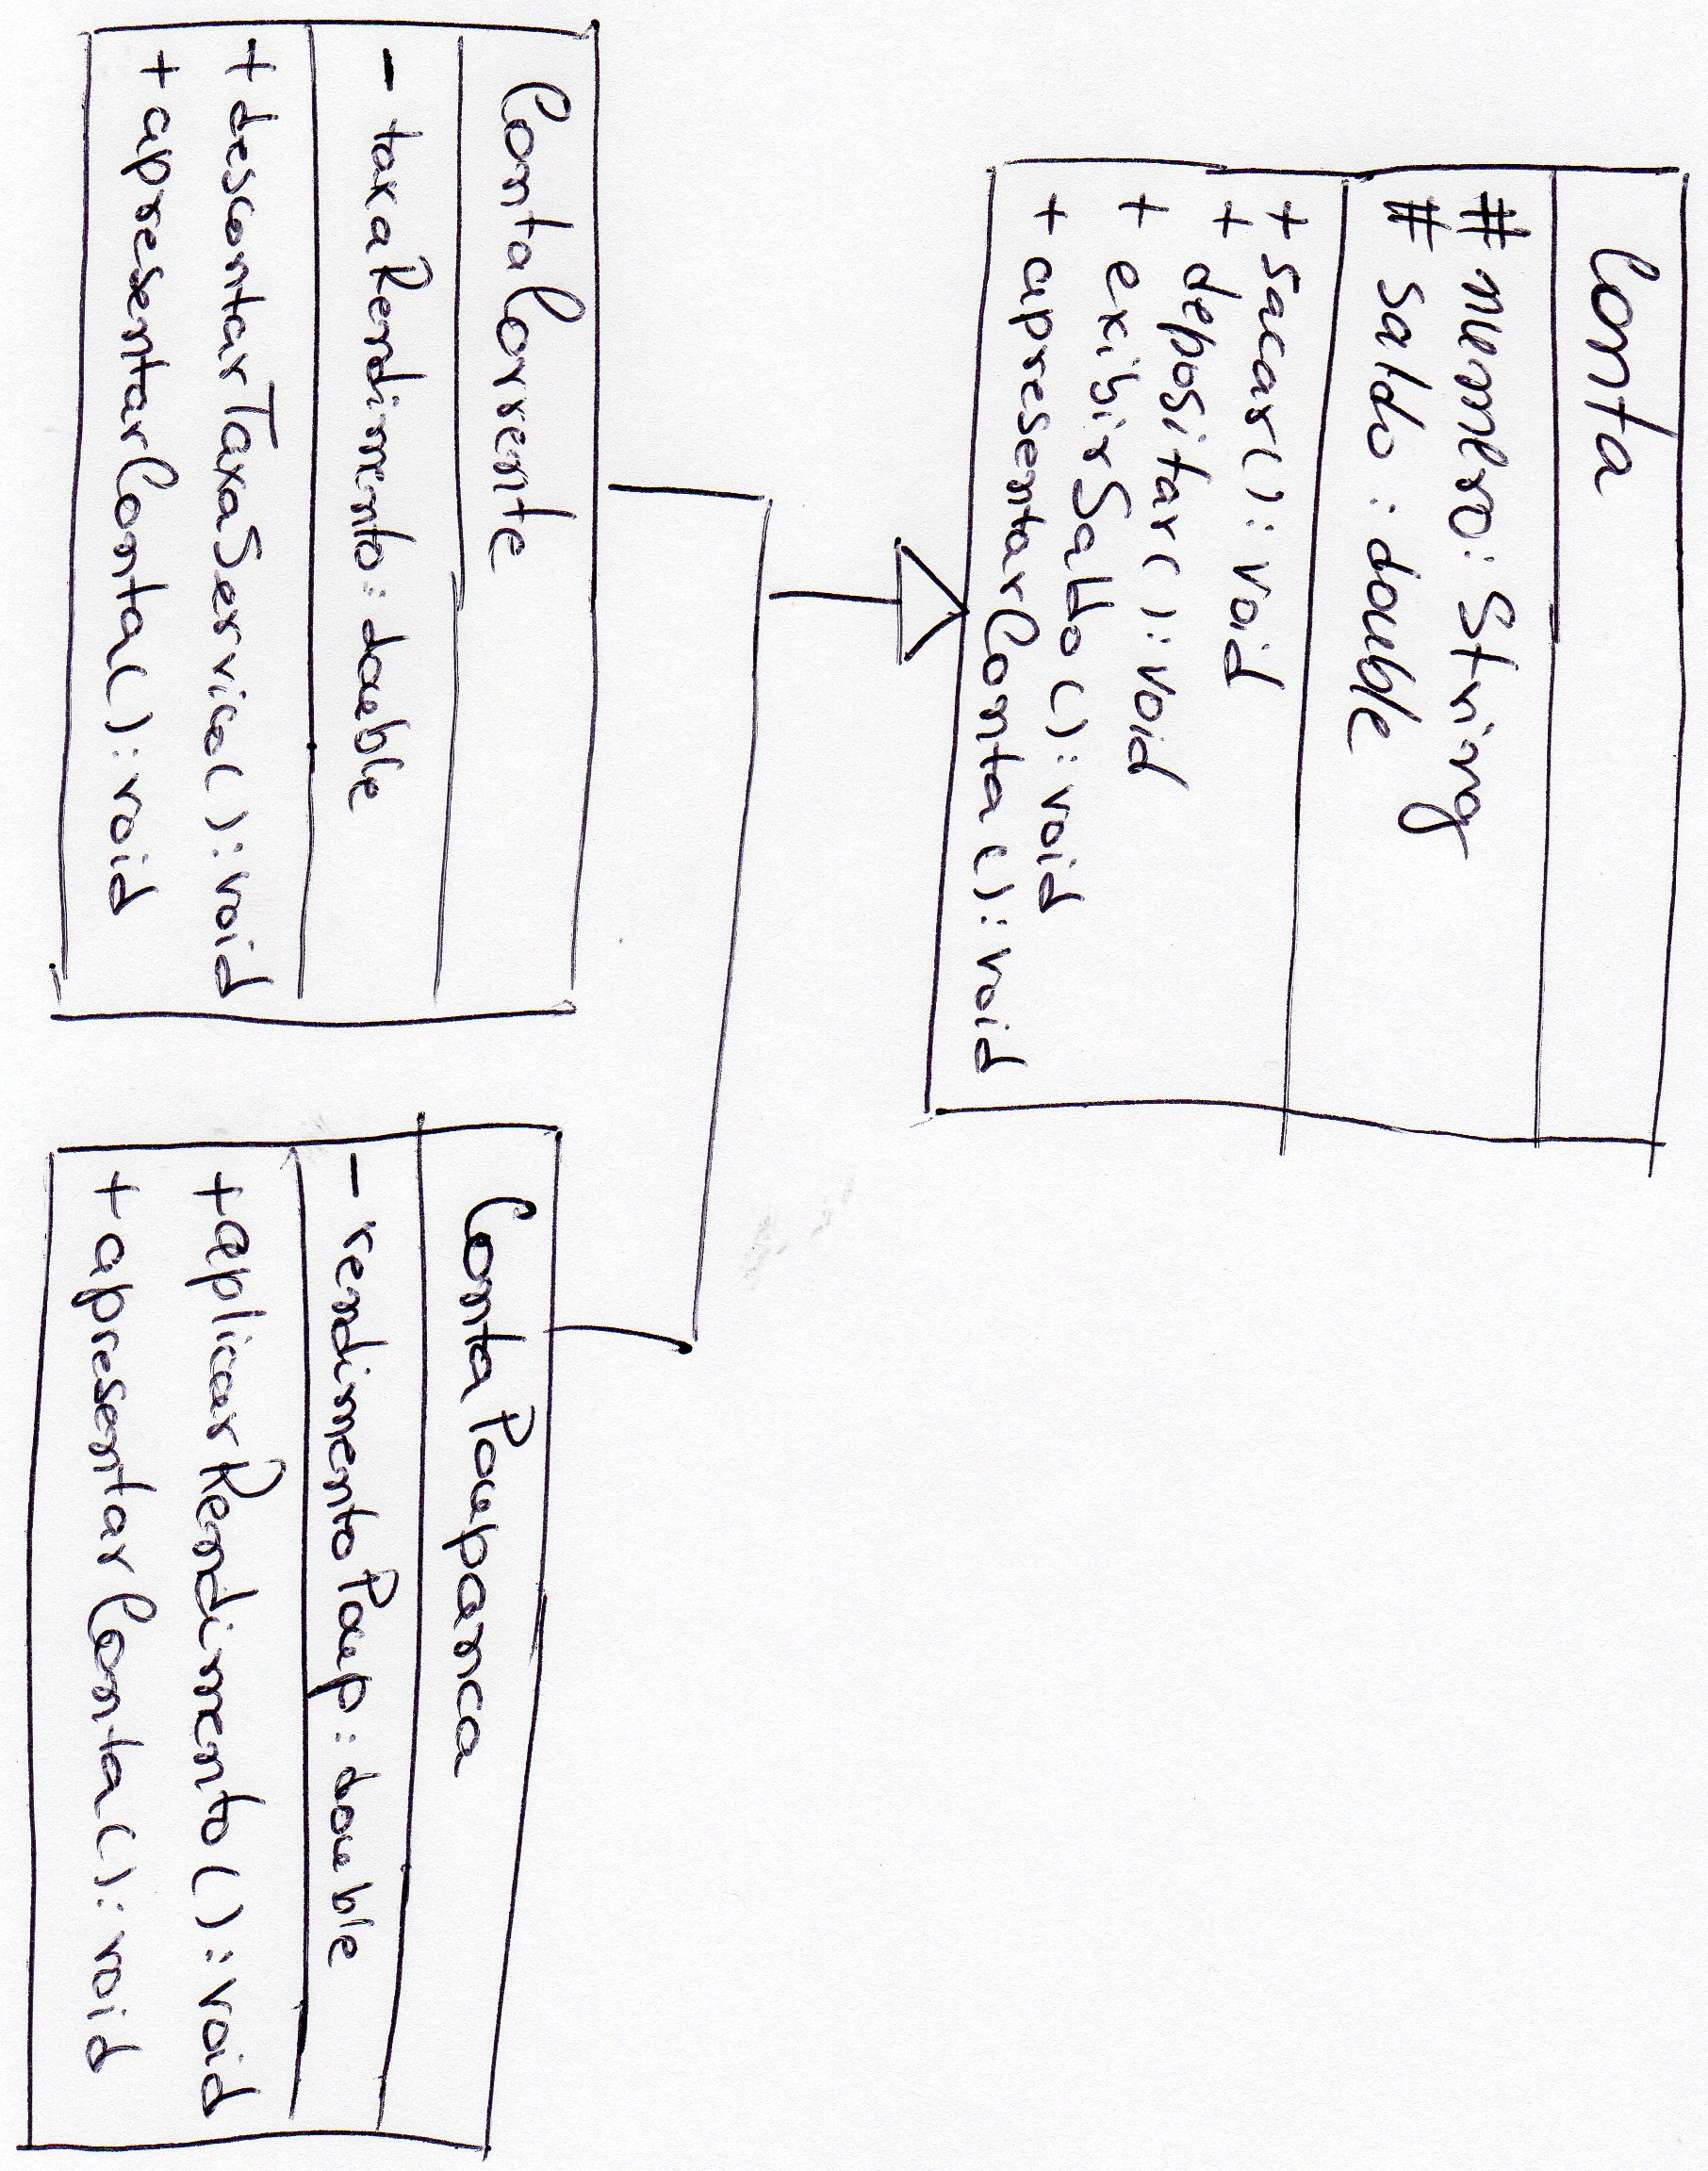 Conta
# numero: String
# saldo : double
+ sacar(): void
+ depositar(): void
+ exibirSaldo(): void
+ apresentarConta(): void
ContaCorrente
- taxaRendimento: double
+ descontarTaxaServico(): void
+ apresentarConta(): void
ContaPoupanca
- rendimentoPoup: double
+ aplicarRendimento(): void
+ apresentarConta(): void